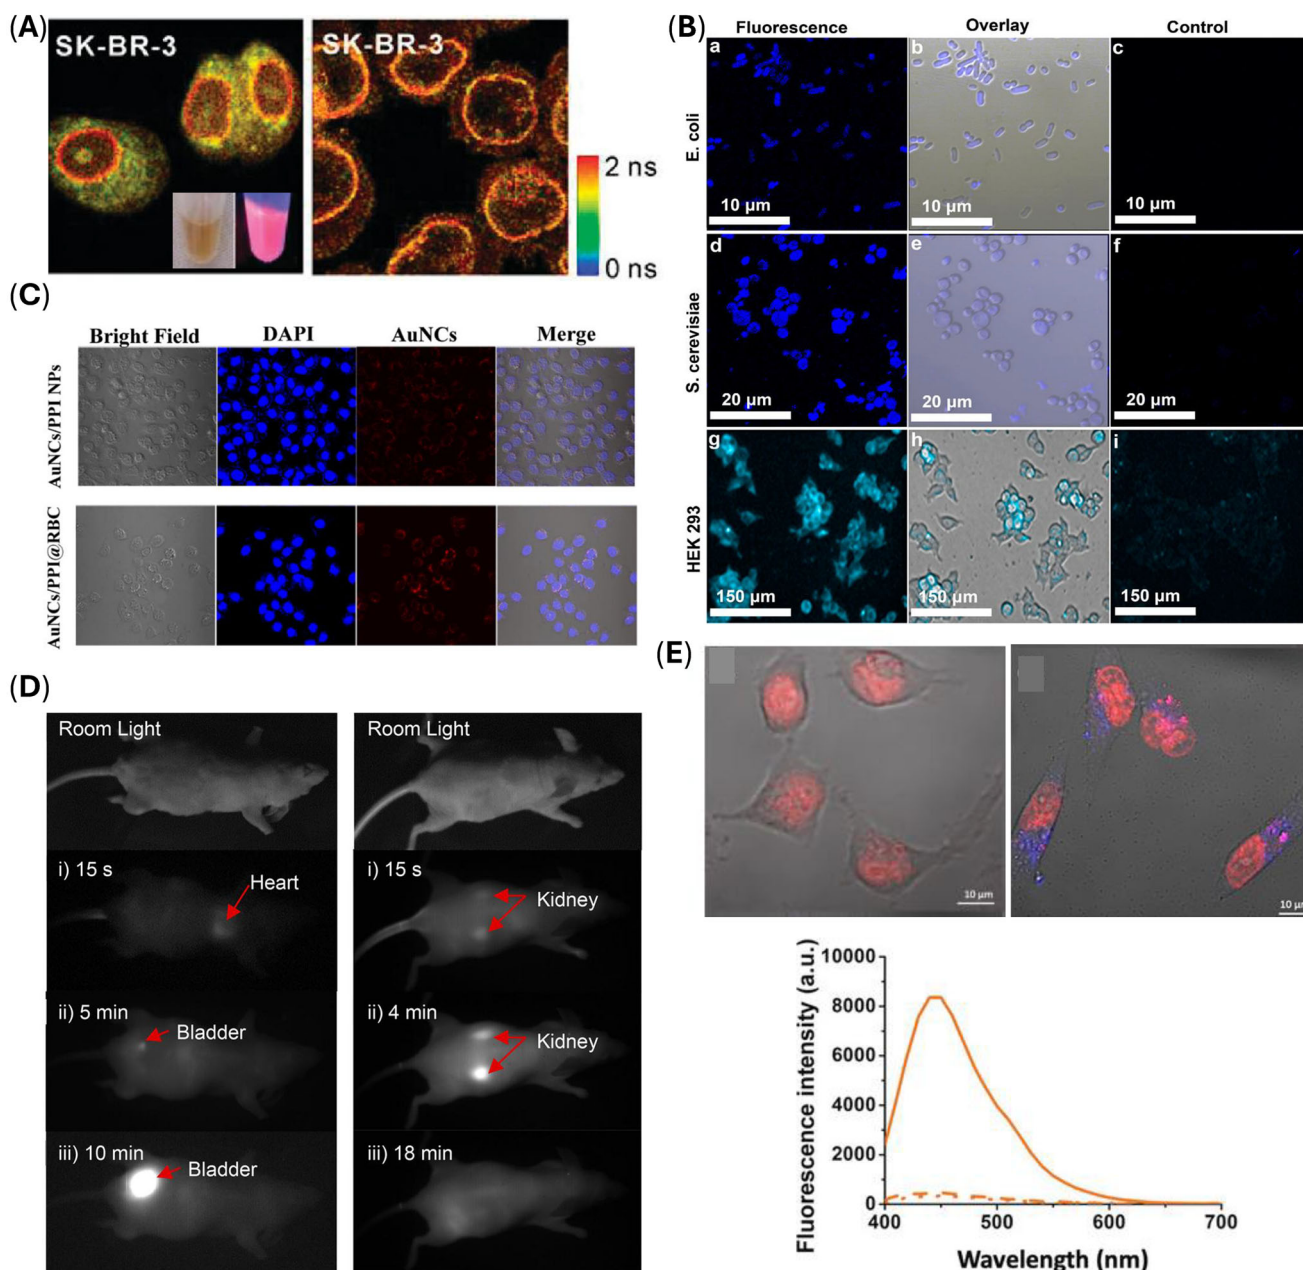 (A)
SK-BR-3
SK-BR-3
2 ns
0 ns
(B)
Fluorescence
Overlay
Control
E. coli
a
b
c
10 µm
10 µm
10 µm
S. cerevisiae
d
e
f
20 µm
20 µm
20 µm
HEK 293
g
h
i
150 µm
150 µm
150 µm
(C)
Bright Field
DAPI
AuNCs
Merge
AuNCs/PPI NPs
AuNCs/PPI@RBC
(D)
Room Light
Room Light
i) 15 s
Heart
i) 15 s
Kidney
ii) 5 min
Bladder
ii) 4 min
Kidney
iii) 10 min
Bladder
iii) 18 min
(E)
10 µm
10 µm
Fluorescence intensity (a.u.)
10000
8000
6000
4000
2000
0
400
500
600
700
Wavelength (nm)